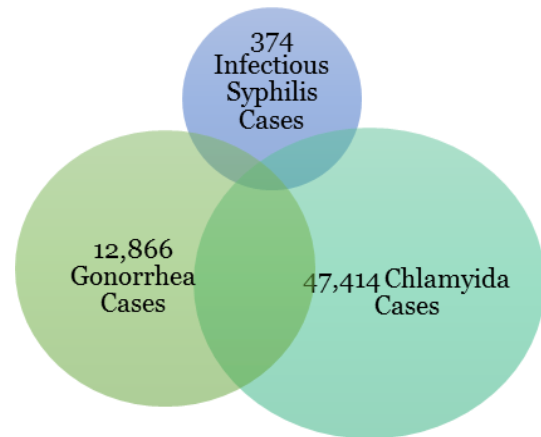 374
Infectious
Syphilis
Cases
12,866
Gonorrhea
Cases
47,414 Chlamyida
Cases